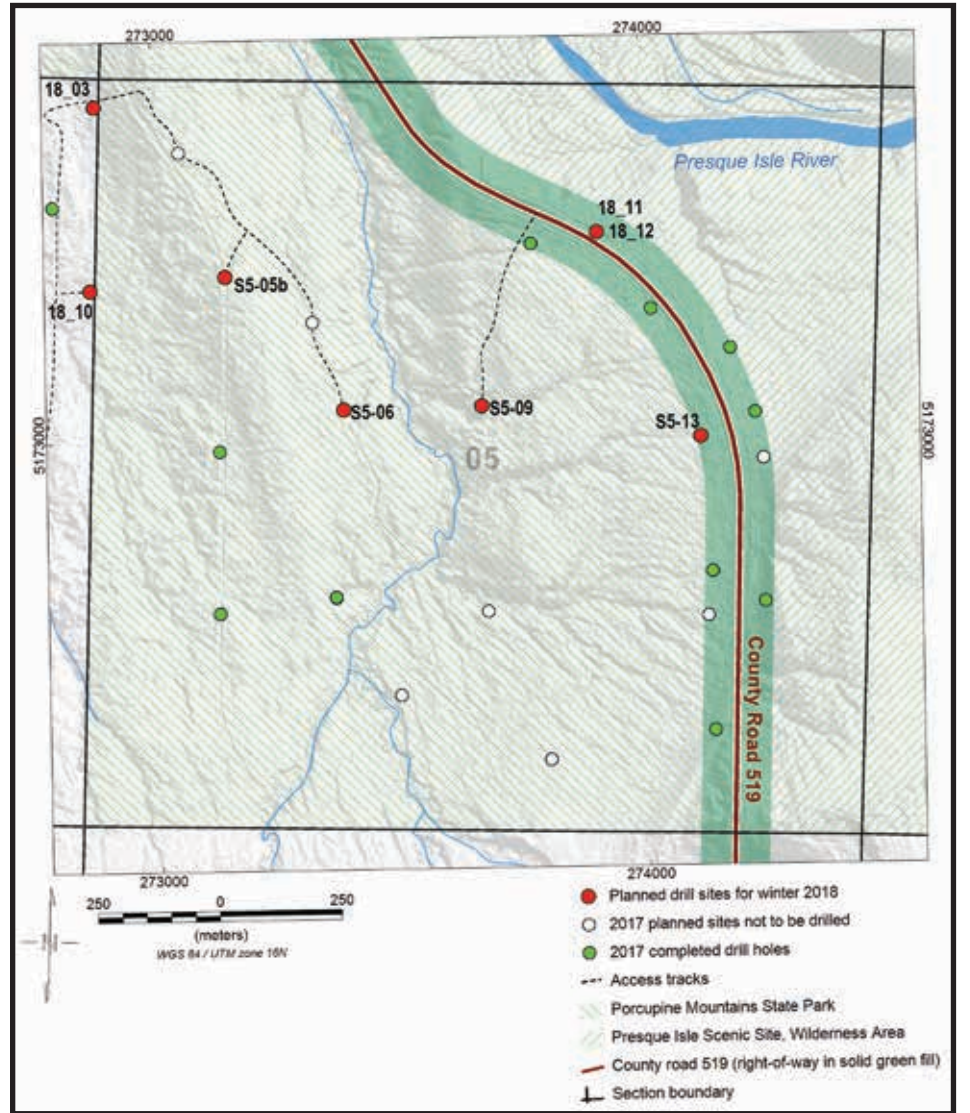 273000
274000
18_03
Presque Isle River
18_11
18_12
S5-05b
18_10
S5-06
S5-09
S5-13
5173000
05
5173000
County Road 519
273000
274000
250 0 250
(meters)
WGS 84 / UTM zone 16N
N
Planned drill sites for winter 2018
2017 planned sites not to be drilled
2017 completed drill holes
Access tracks
Porcupine Mountains State Park
Presque Isle Scenic Site, Wilderness Area
County road 519 (right-of-way in solid green fill)
Section boundary